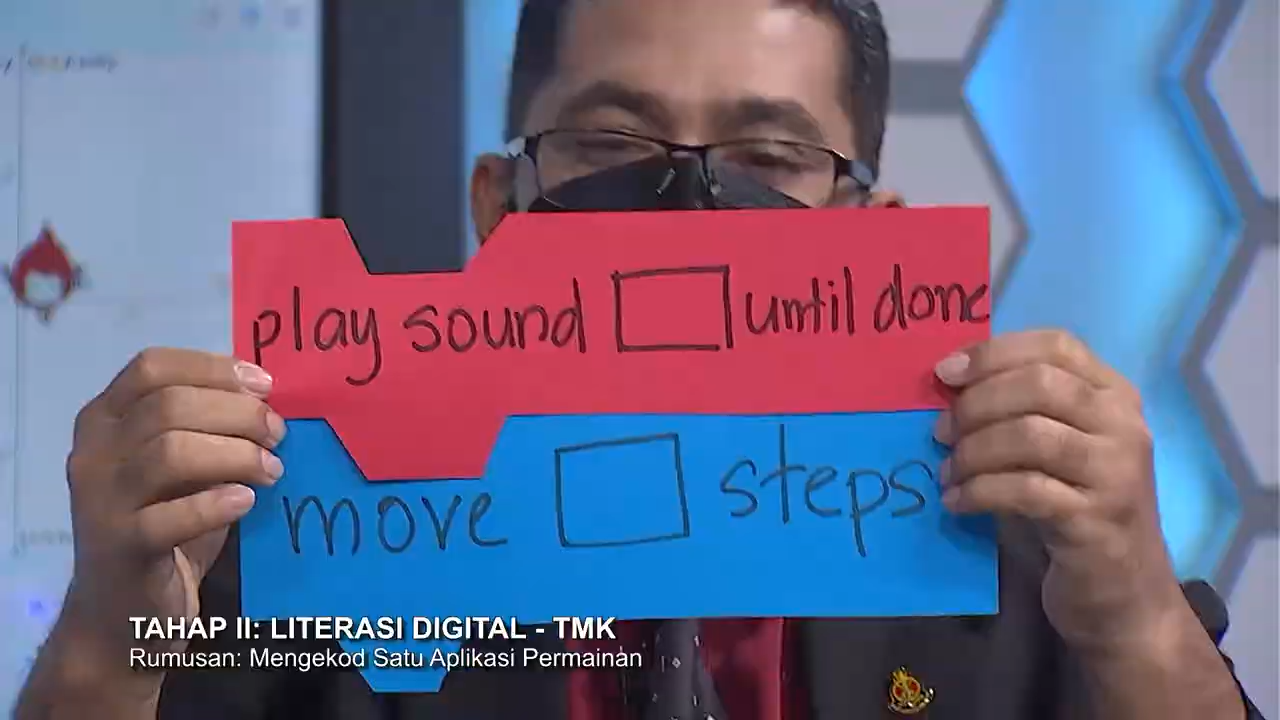 play sound until done
move steps
TAHAP II: LITERASI DIGITAL - TMK
Rumusan: Mengekod Satu Aplikasi Permainan